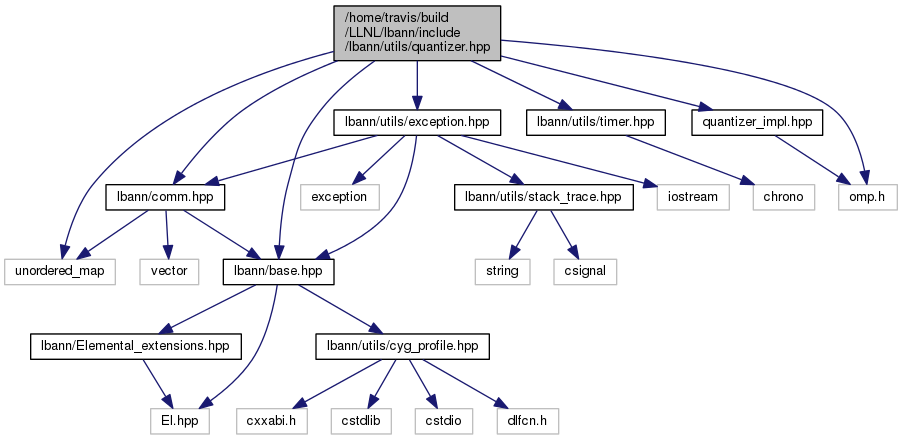 /home/travis/build
/LLNL/lbann/include
/lbann/utils/quantizer.hpp
lbann/utils/exception.hpp
lbann/utils/timer.hpp
quantizer_impl.hpp
lbann/comm.hpp
exception
lbann/utils/stack_trace.hpp
iostream
chrono
omp.h
unordered_map
vector
lbann/base.hpp
string
csignal
lbann/Elemental_extensions.hpp
lbann/utils/cyg_profile.hpp
El.hpp
cxxabi.h
cstdlib
cstdio
dlfcn.h